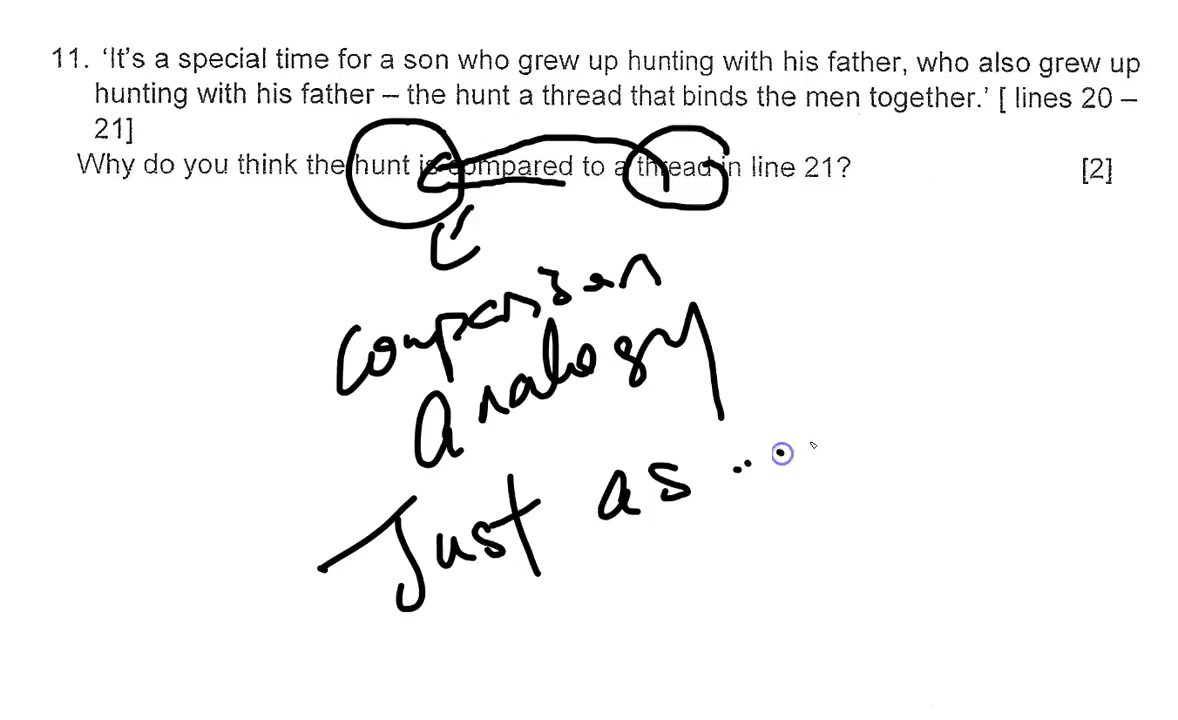 11. ‘It’s a special time for a son who grew up hunting with his father, who also grew up
hunting with his father – the hunt a thread that binds the men together.’ [ lines 20 –
21]
Why do you think the hunt is compared to a thread in line 21? [2]
Comparison
Analogy
Just as ...